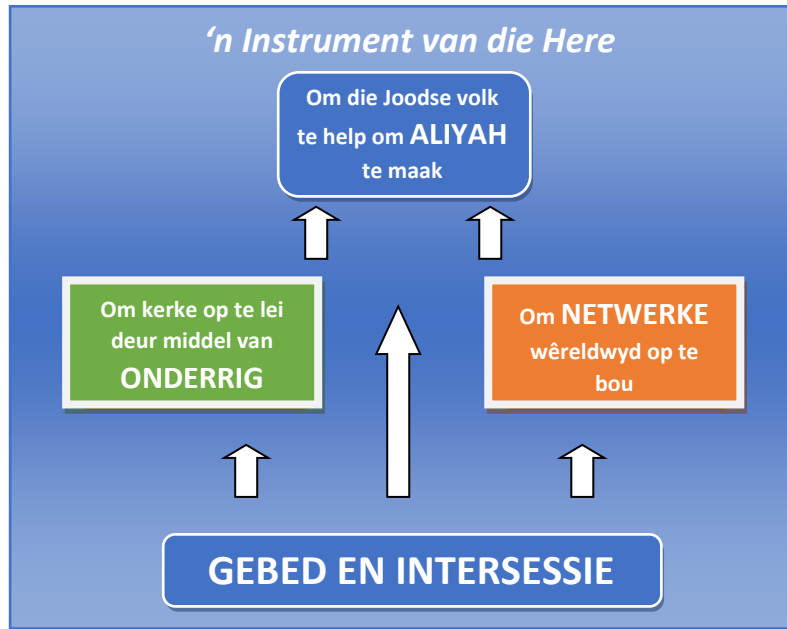 ‘n Instrument van die Here
Om die Joodse volk
te help om ALIYAH
te maak
Om kerke op te lei
deur middel van
ONDERRIG
Om NETWERKE
wêreldwyd op te
bou
GEBED EN INTERSESSIE